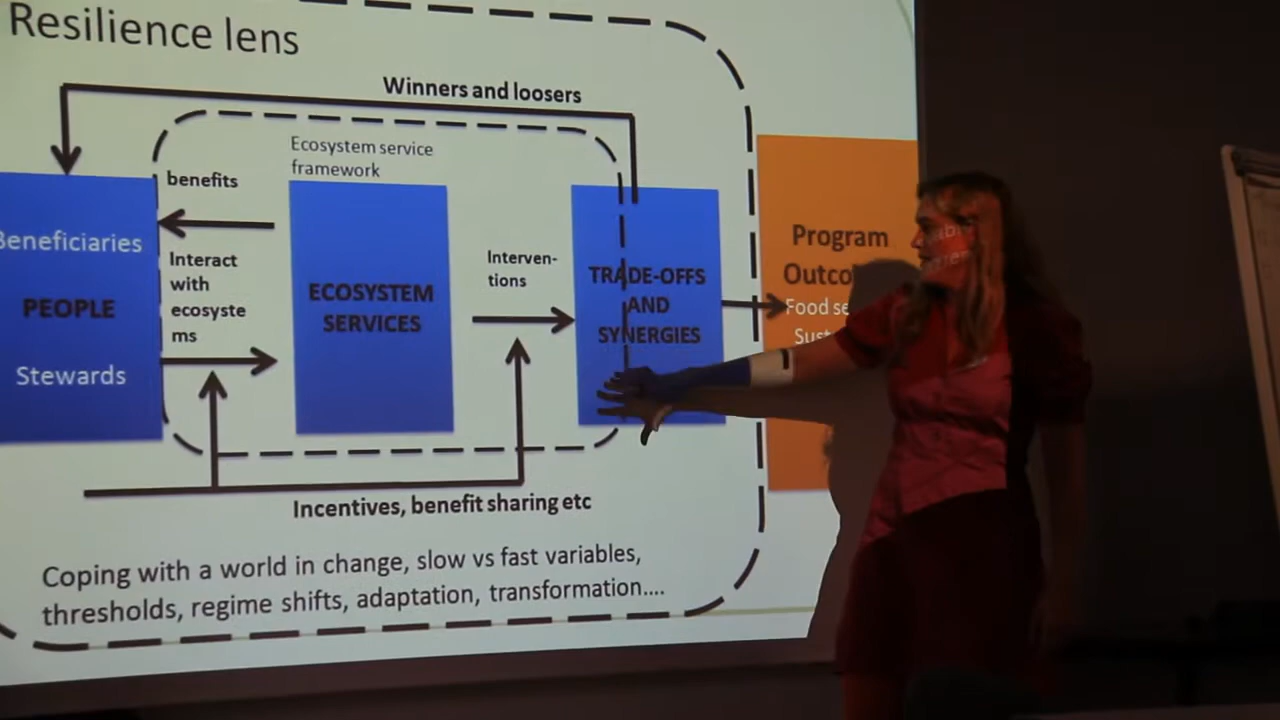 Resilience lens
Winners and loosers
Ecosystem service
framework
benefits
Beneficiaries
Interact
with
ecosyste
ms
PEOPLE
Stewards
ECOSYSTEM
SERVICES
Interven-
tions
TRADE-OFFS
AND
SYNERGIES
Program
Food
Incentives, benefit sharing etc
Coping with a world in change, slow vs fast variables,
thresholds, regime shifts, adaptation, transformation....